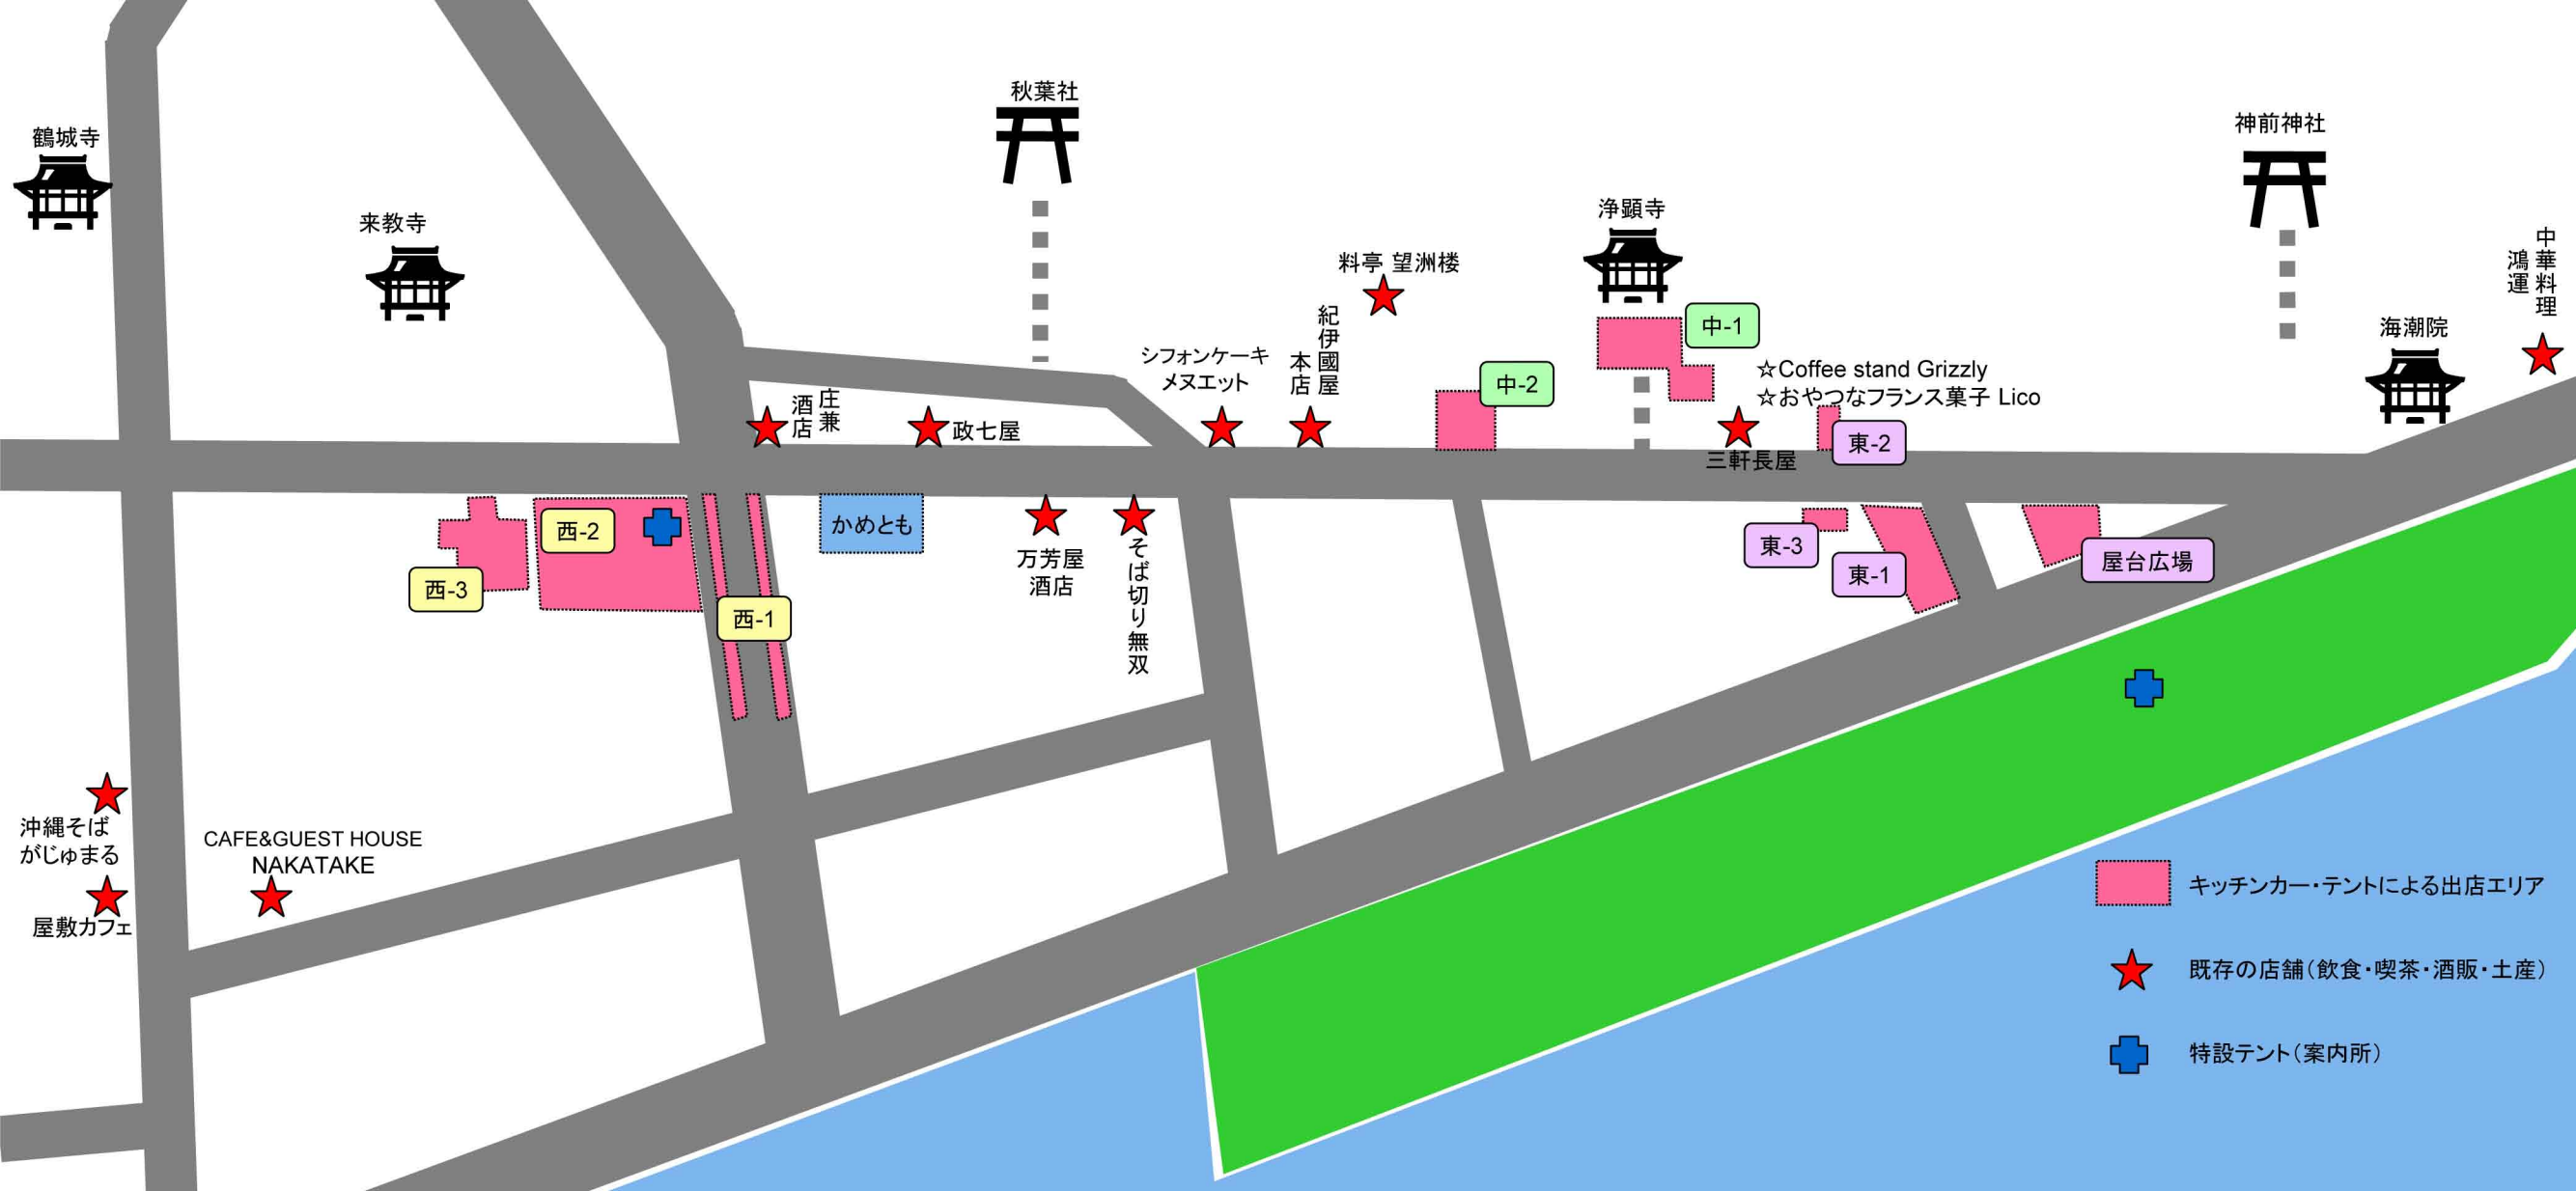 鶴城寺
来教寺
秋葉社
神前神社
浄顕寺
料亭 望洲楼
中華料理
鴻運
海潮院
中-1
紀伊國屋
本店
シフォンケーキ
メヌエット
中-2
☆Coffee stand Grizzly
☆おやつなフランス菓子 Lico
庄兼
酒店
政七屋
三軒長屋
東-2
西-2
かめとも
西-3
西-1
万芳屋
酒店
そば切り無双
東-3
東-1
屋台広場
沖縄そば
がじゅまる
屋敷カフェ
CAFE&GUEST HOUSE
NAKATAKE
キッチンカー・テントによる出店エリア
既存の店舗（飲食・喫茶・酒販・土産）
特設テント（案内所）